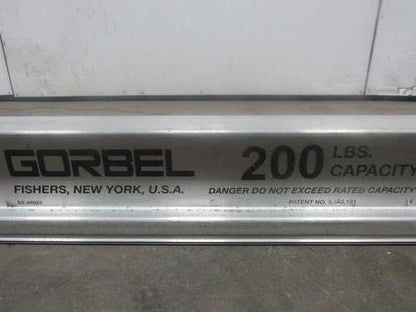 GORBEL
FISHERS, NEW YORK, U.S.A.
200 LBS. CAPACITY
DANGER DO NOT EXCEED RATED CAPACITY
PATENT NO.